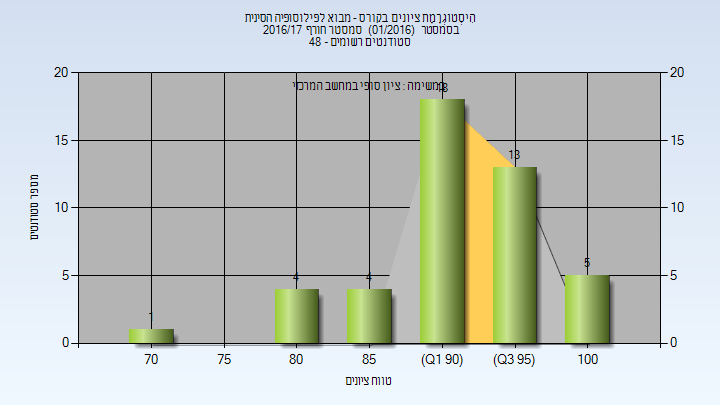 היסטוגרמת ציונים בקורס - מבוא לפילוסופיה הסינית
בסמסטר (01/2016) סמסטר חורף 2016/17
סטודנטים רשומים - 48
משימה : ציון סופי במחשב המרכזי
20 20
15 15
10 10
5 5
0 0
1 4 4 18 13 5
70 75 80 85 (Q1 90) (Q3 95) 100
מספר סטודנטים
טווח ציונים